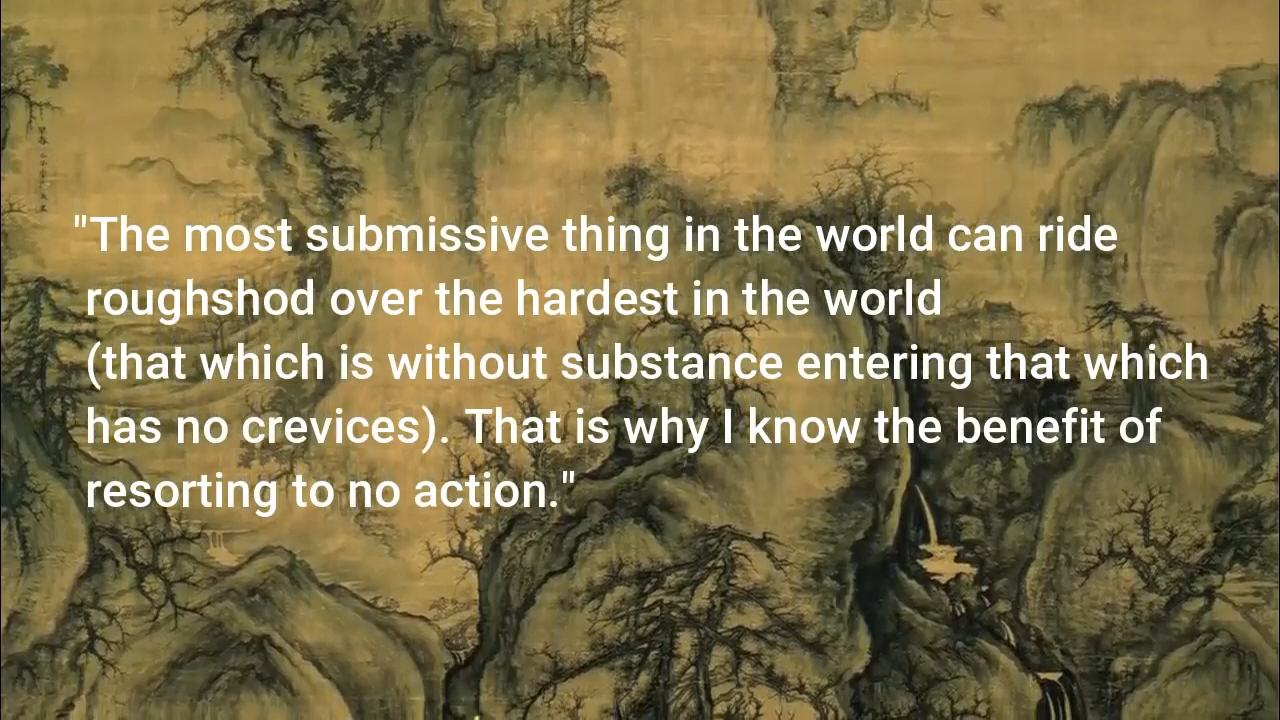 "The most submissive thing in the world can ride
roughshod over the hardest in the world
(that which is without substance entering that which
has no crevices). That is why I know the benefit of
resorting to no action."